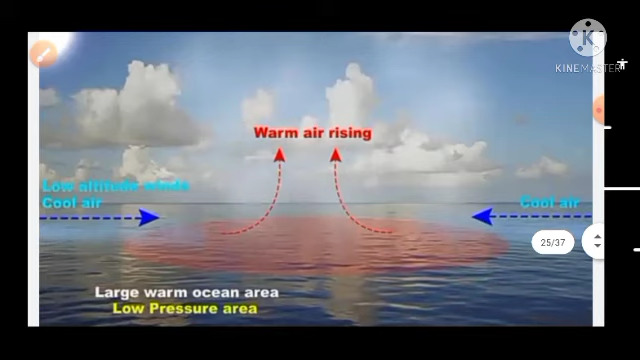 KINEMASTER
Warm air rising
Low altitude winds
Cool air
Cool air
25/37
Large warm ocean area
Low Pressure area